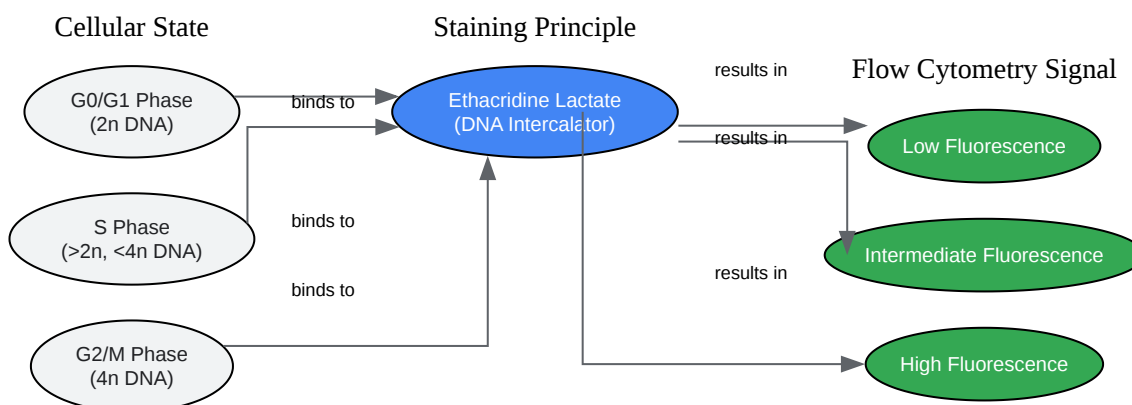 Cellular State
Staining Principle
Flow Cytometry Signal
G0/G1 Phase
(2n DNA)
binds to
Ethacridine Lactate
(DNA Intercalator)
results in
results in
Low Fluorescence
S Phase
(>2n, <4n DNA)
binds to
Intermediate Fluorescence
binds to
results in
G2/M Phase
(4n DNA)
High Fluorescence